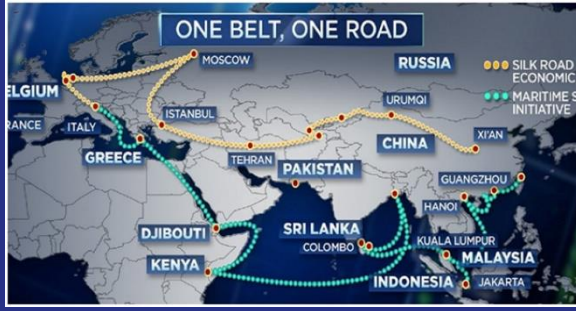 ONE BELT, ONE ROAD
MOSCOW
RUSSIA
SILK ROAD
ECONOMIC
MARITIME S
INITIATIVE
ELGIUM
RANCE
ITALY
ISTANBUL
URUMQI
GREECE
TEHRAN
CHINA
XI'AN
PAKISTAN
GUANGZHOU
HANOI
DJIBOUTI
SRI LANKA
COLOMBO
KUALA LUMPUR
MALAYSIA
KENYA
INDONESIA
JAKARTA